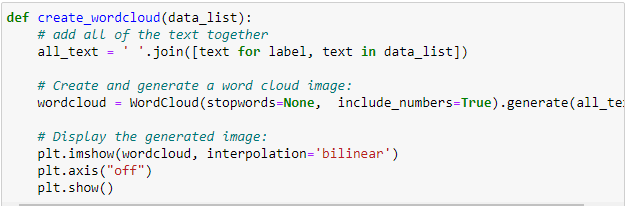 def create_wordcloud(data_list):
# add all of the text together
all_text = ' '.join([text for label, text in data_list])
# Create and generate a word cloud image:
wordcloud = WordCloud(stopwords=None,  include_numbers=True).generate(all_te
# Display the generated image:
plt.imshow(wordcloud, interpolation='bilinear')
plt.axis("off")
plt.show()